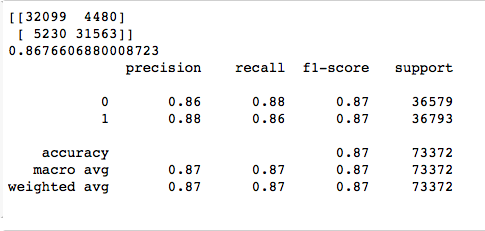 [[32099  4480]
 [ 5230 31563]]
0.8676606880008723
              precision    recall  f1-score   support

           0       0.86      0.88      0.87     36579
           1       0.88      0.86      0.87     36793

    accuracy                           0.87     73372
   macro avg       0.87      0.87      0.87     73372
weighted avg       0.87      0.87      0.87     73372